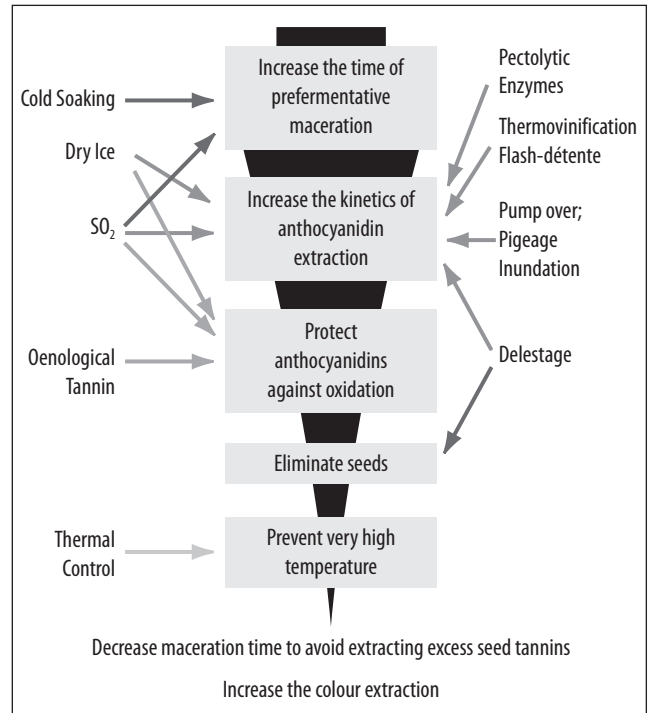 Increase the time of
prefermentative
maceration
Cold Soaking
Dry Ice
SO₂
Pectolytic
Enzymes
Thermovinification
Flash-détente
Increase the kinetics of
anthocyanidin
extraction
Pump over;
Pigeage
Inundation
Protect
anthocyanidins
against oxidation
Oenological
Tannin
Delestage
Eliminate seeds
Thermal
Control
Prevent very high
temperature
Decrease maceration time to avoid extracting excess seed tannins
Increase the colour extraction